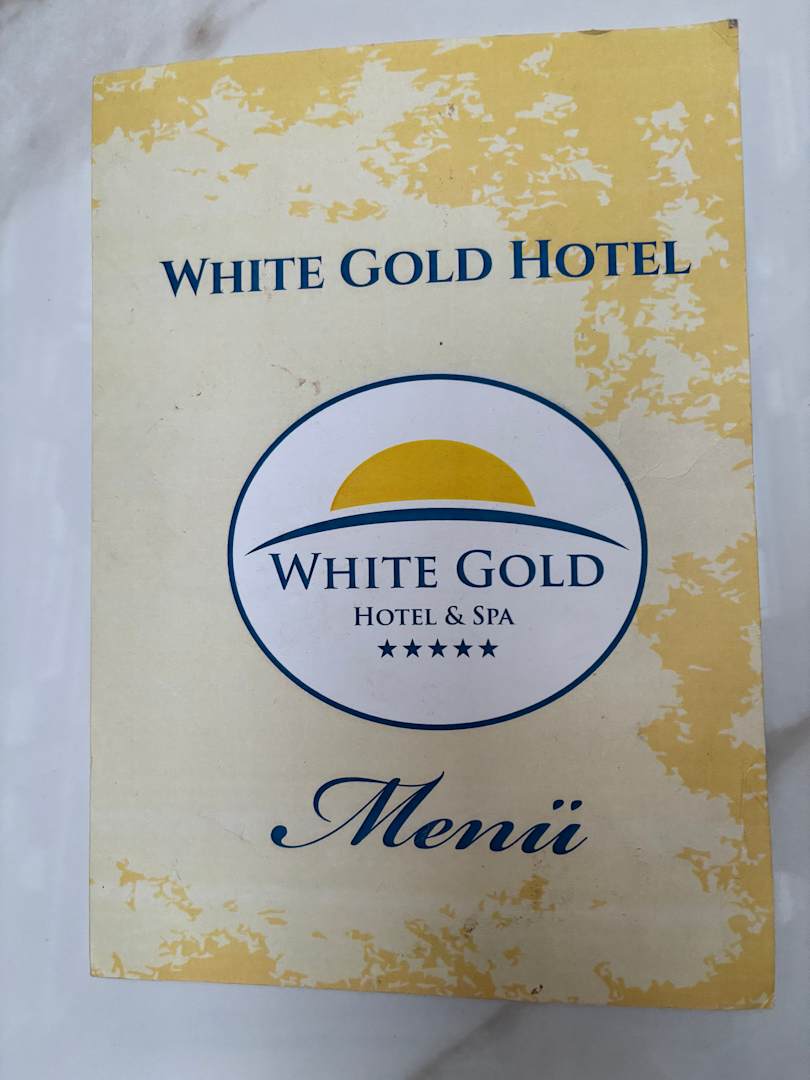 WHITE GOLD HOTEL
WHITE GOLD
HOTEL & SPA
★★★★★
Menü